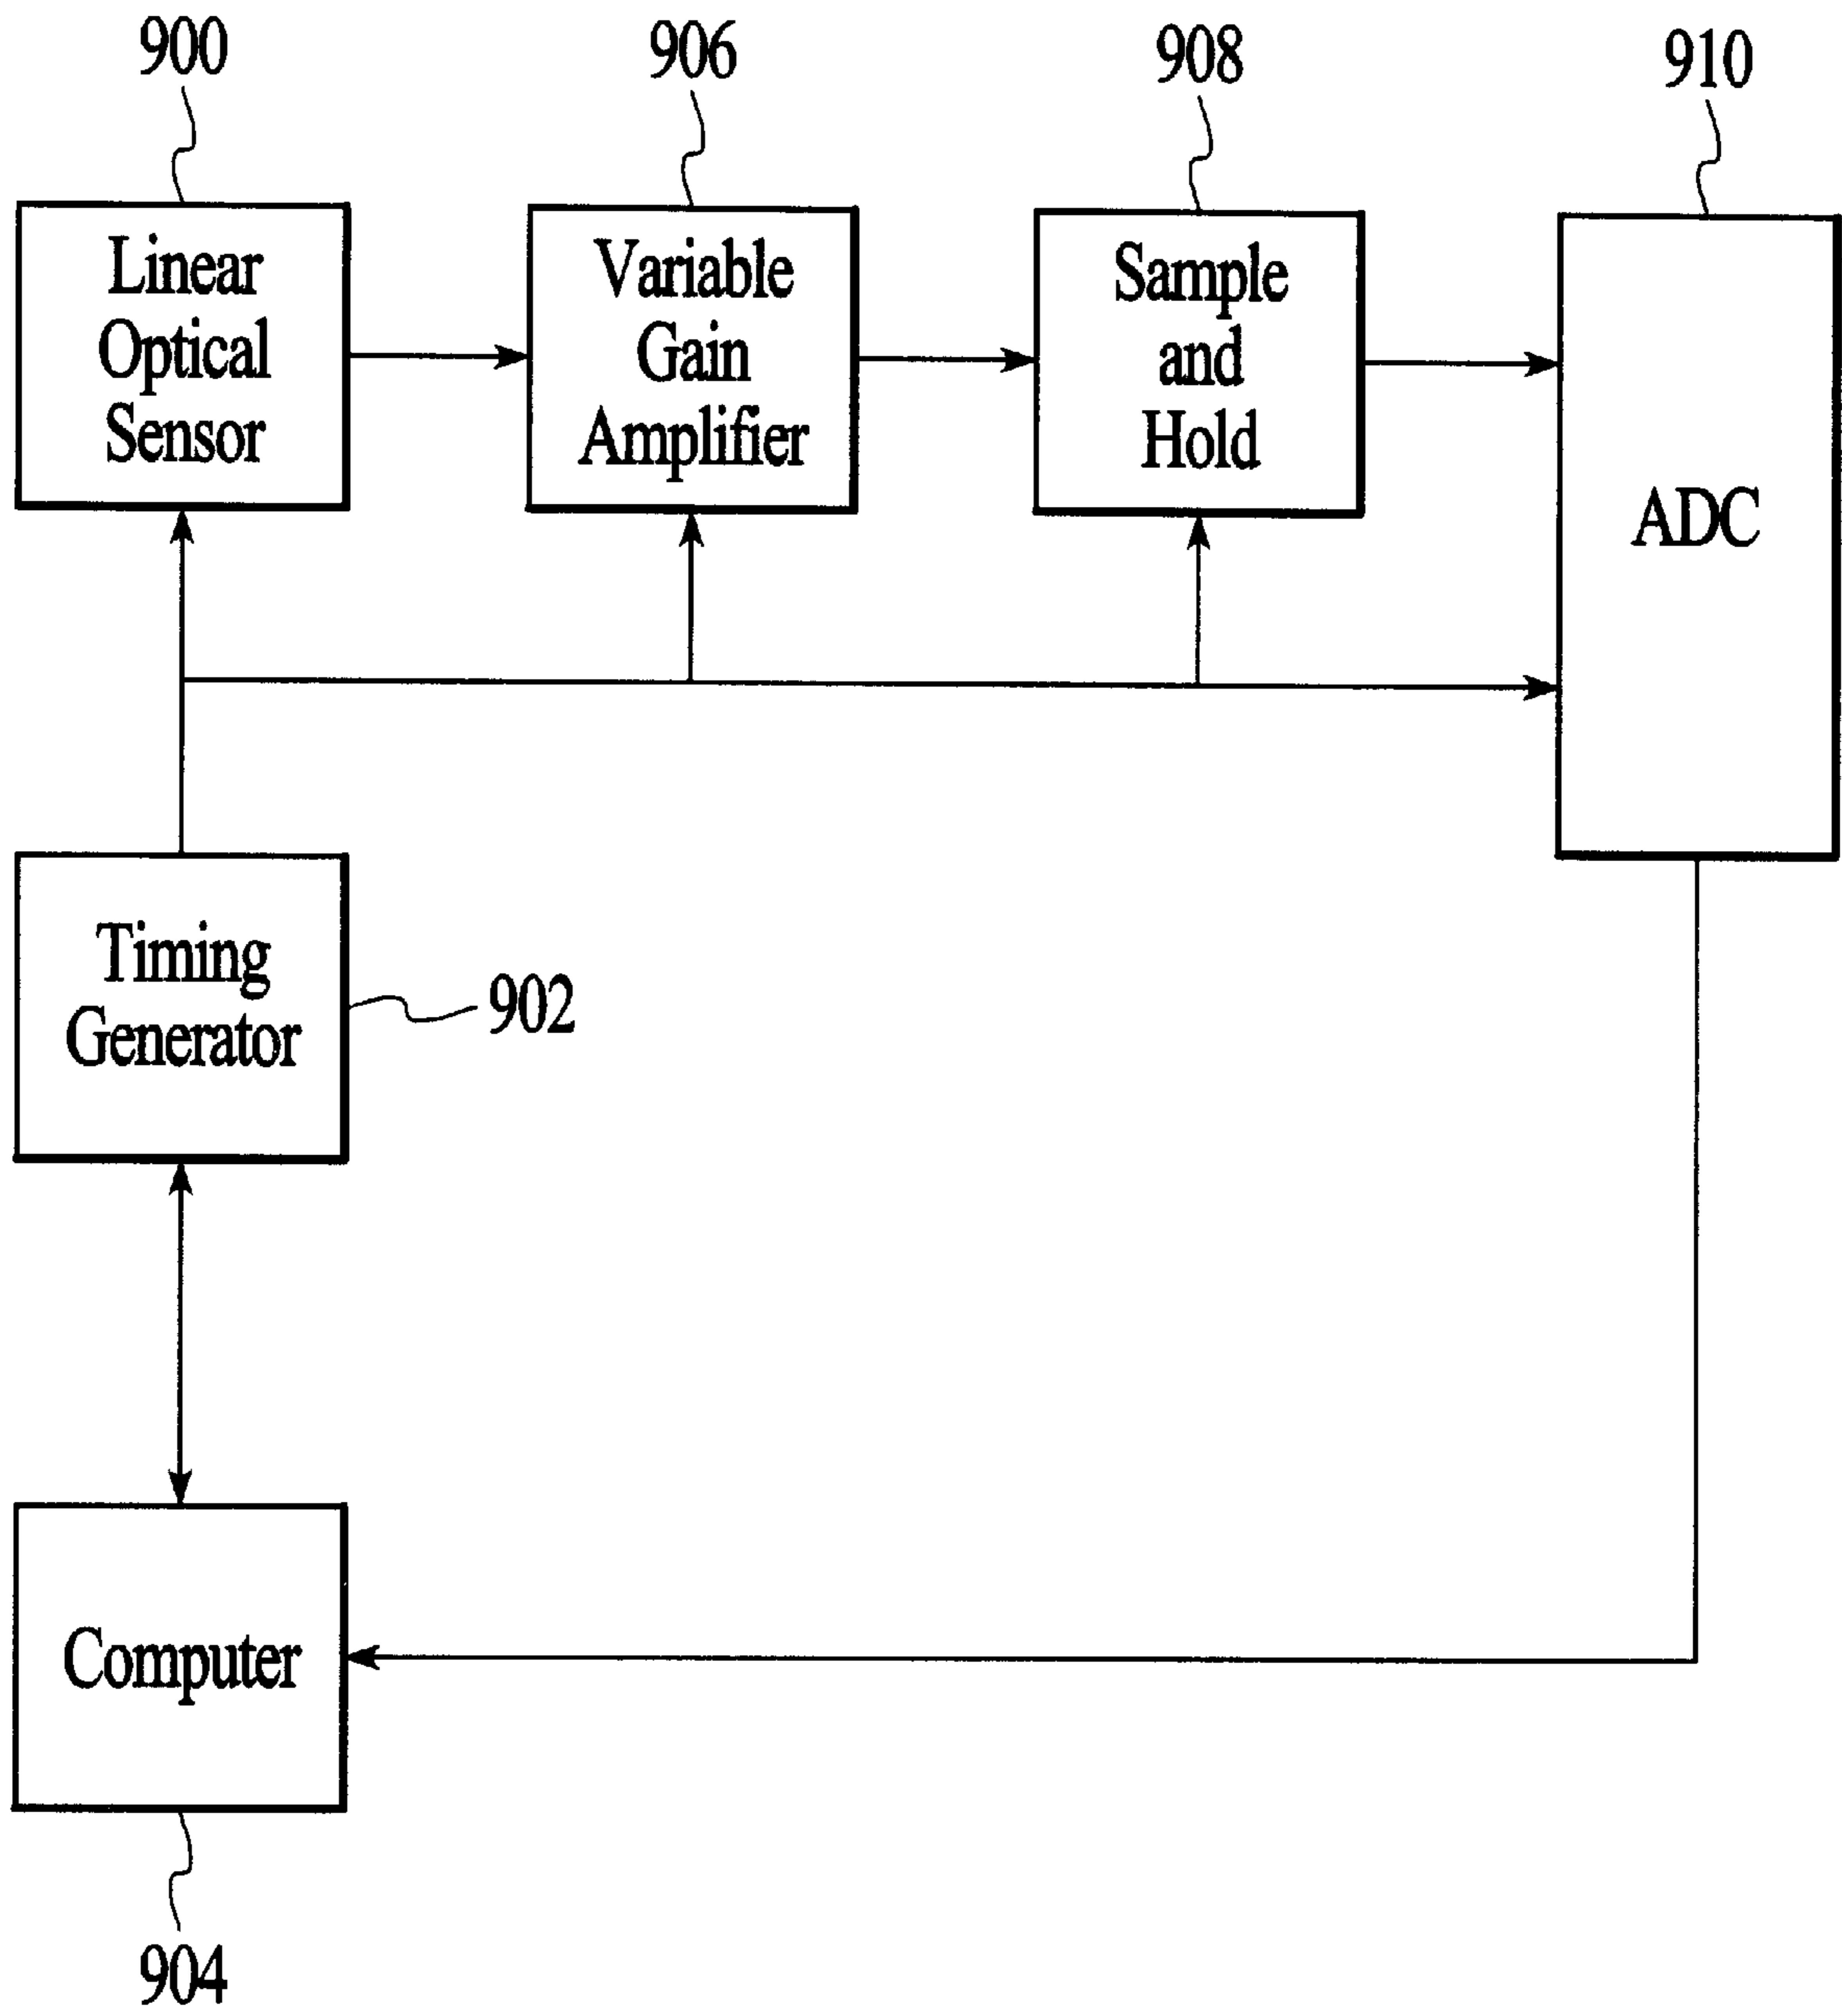 900
906
908
910
Linear
Optical
Sensor
Variable
Gain
Amplifier
Sample
and
Hold
ADC
Timing
Generator
902
Computer
904